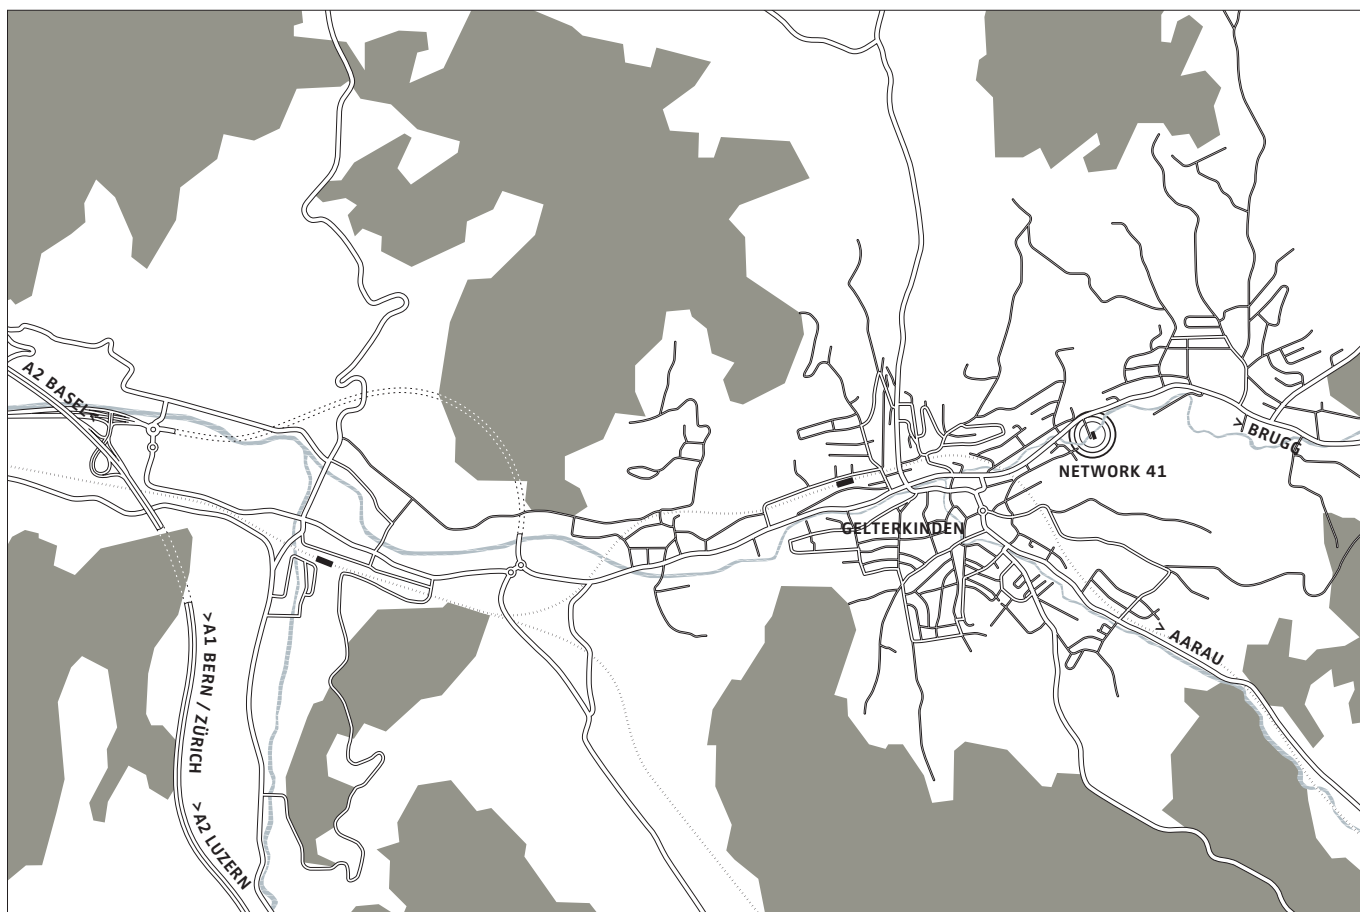 A2 BASEL<
>BRUGG
NETWORK 41
GELTERKINDEN
>A1 BERN / ZÜRICH
> AARAU
>A2 LUZERN